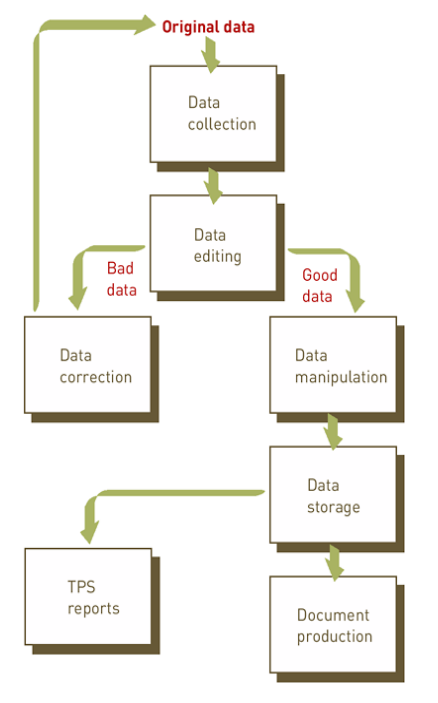 Original data
Data
collection
Data
editing
Bad
data
Good
data
Data
correction
Data
manipulation
Data
storage
TPS
reports
Document
production